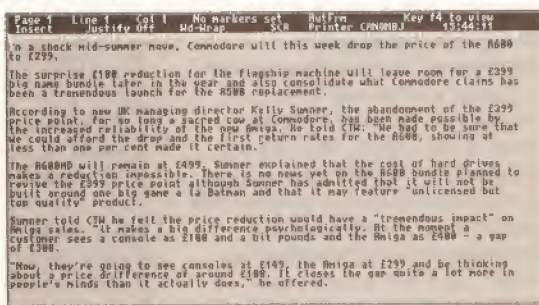 Page 1 Line 1 Col 1 No markers set AutFrm Key f4 to view
Insert Justify Off Wd-Wrap SCR Printer CANONBJ 13:44:11
In a shock mid-summer move, Commodore will this week drop the price of the A600
to £299.
The surprise £100 reduction for the flagship machine will leave room for a £399
big name bundle later in the year and also consolidate what Commodore claims has
been a tremendous launch for the A500 replacement.
According to new UK managing director Kelly Sumner, the abandonment of the £399
price point, for so long a sacred cow at Commodore, has been made possible by
the increased reliability of the new Amiga. He told CTW: "We had to be sure that
we could afford the drop and the first return rates for the A600, showing at
less than one per cent made it certain.
The A600HD will remain at £499, Sumner explained that the cost of hard drives
makes a reduction impossible. There is no news yet on the A600 bundle planned to
revive the £399 price point although Sumner has admitted that it will not be
built around one big game a la Batman and that it may feature "unlicensed but
top quality" product.
Sumner told CTW he felt the price reduction would have a "tremendous impact" on
Amiga sales. "It makes a big difference psychologically. At the moment a
customer sees a console as £100 and a bit pounds and the Amiga as £400 - a gap
of £300.
"Now, they're going to see consoles at £149, the Amiga at £299 and be thinking
about a price difference of around £100. It closes the gap quite a lot more in
people's minds than it actually does," he offered.